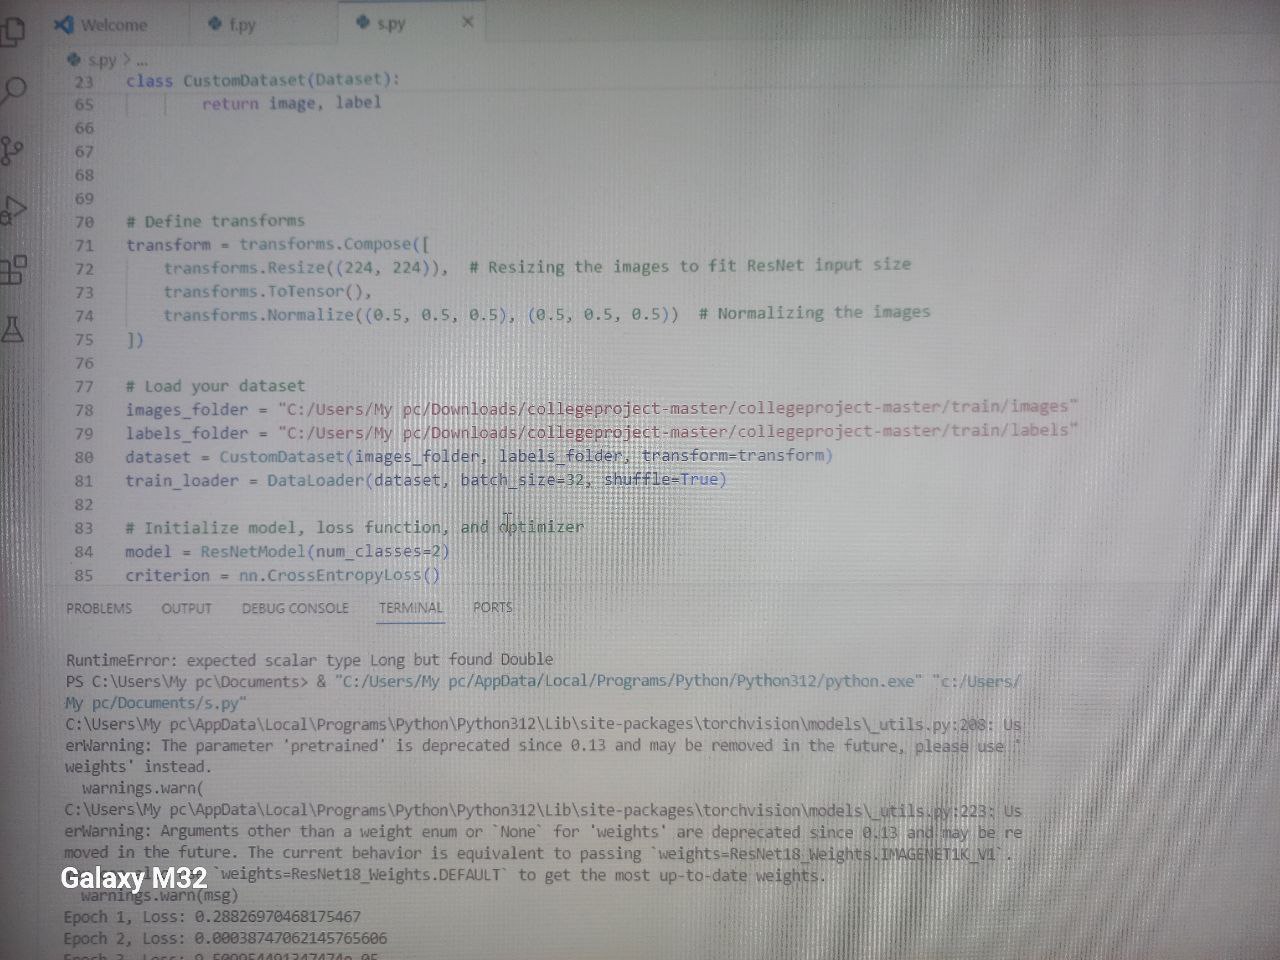 Welcome
f.py
s.py
s.py > ...
23 class CustomDataset(Dataset):
65 return image, label
66
67
68
69
70 # Define transforms
71 transform = transforms.Compose([
72 transforms.Resize((224, 224)), # Resizing the images to fit ResNet input size
73 transforms.ToTensor(),
74 transforms.Normalize((0.5, 0.5, 0.5), (0.5, 0.5, 0.5)) # Normalizing the images
75 ])
76
77 # Load your dataset
78 images_folder = "C:/Users/My pc/Downloads/collegeproject-master/collegeproject-master/train/images"
79 labels_folder = "C:/Users/My pc/Downloads/collegeproject-master/collegeproject-master/train/labels"
80 dataset = CustomDataset(images_folder, labels_folder, transform=transform)
81 train_loader = DataLoader(dataset, batch_size=32, shuffle=True)
82
83 # Initialize model, loss function, and optimizer
84 model = ResNetModel(num_classes=2)
85 criterion = nn.CrossEntropyLoss()
PROBLEMS OUTPUT DEBUG CONSOLE TERMINAL PORTS
RuntimeError: expected scalar type Long but found Double
PS C:\Users\My pc\Documents> & "C:/Users/My pc/AppData/Local/Programs/Python/Python312/python.exe" "c:/Users/
My pc/Documents/s.py"
C:\Users\My pc\AppData\Local\Programs\Python\Python312\Lib\site-packages\torchvision\models\_utils.py:208: Us
erWarning: The parameter 'pretrained' is deprecated since 0.13 and may be removed in the future, please use '
weights' instead.
warnings.warn(
C:\Users\My pc\AppData\Local\Programs\Python\Python312\Lib\site-packages\torchvision\models\_utils.py:223: Us
erWarning: Arguments other than a weight enum or `None` for 'weights' are deprecated since 0.13 and may be re
moved in the future. The current behavior is equivalent to passing `weights=ResNet18_Weights.IMAGENET1K_V1`.
`weights=ResNet18_Weights.DEFAULT` to get the most up-to-date weights.
Galaxy M32
warnings.warn(msg)
Epoch 1, Loss: 0.28826970468175467
Epoch 2, Loss: 0.00038747062145765606